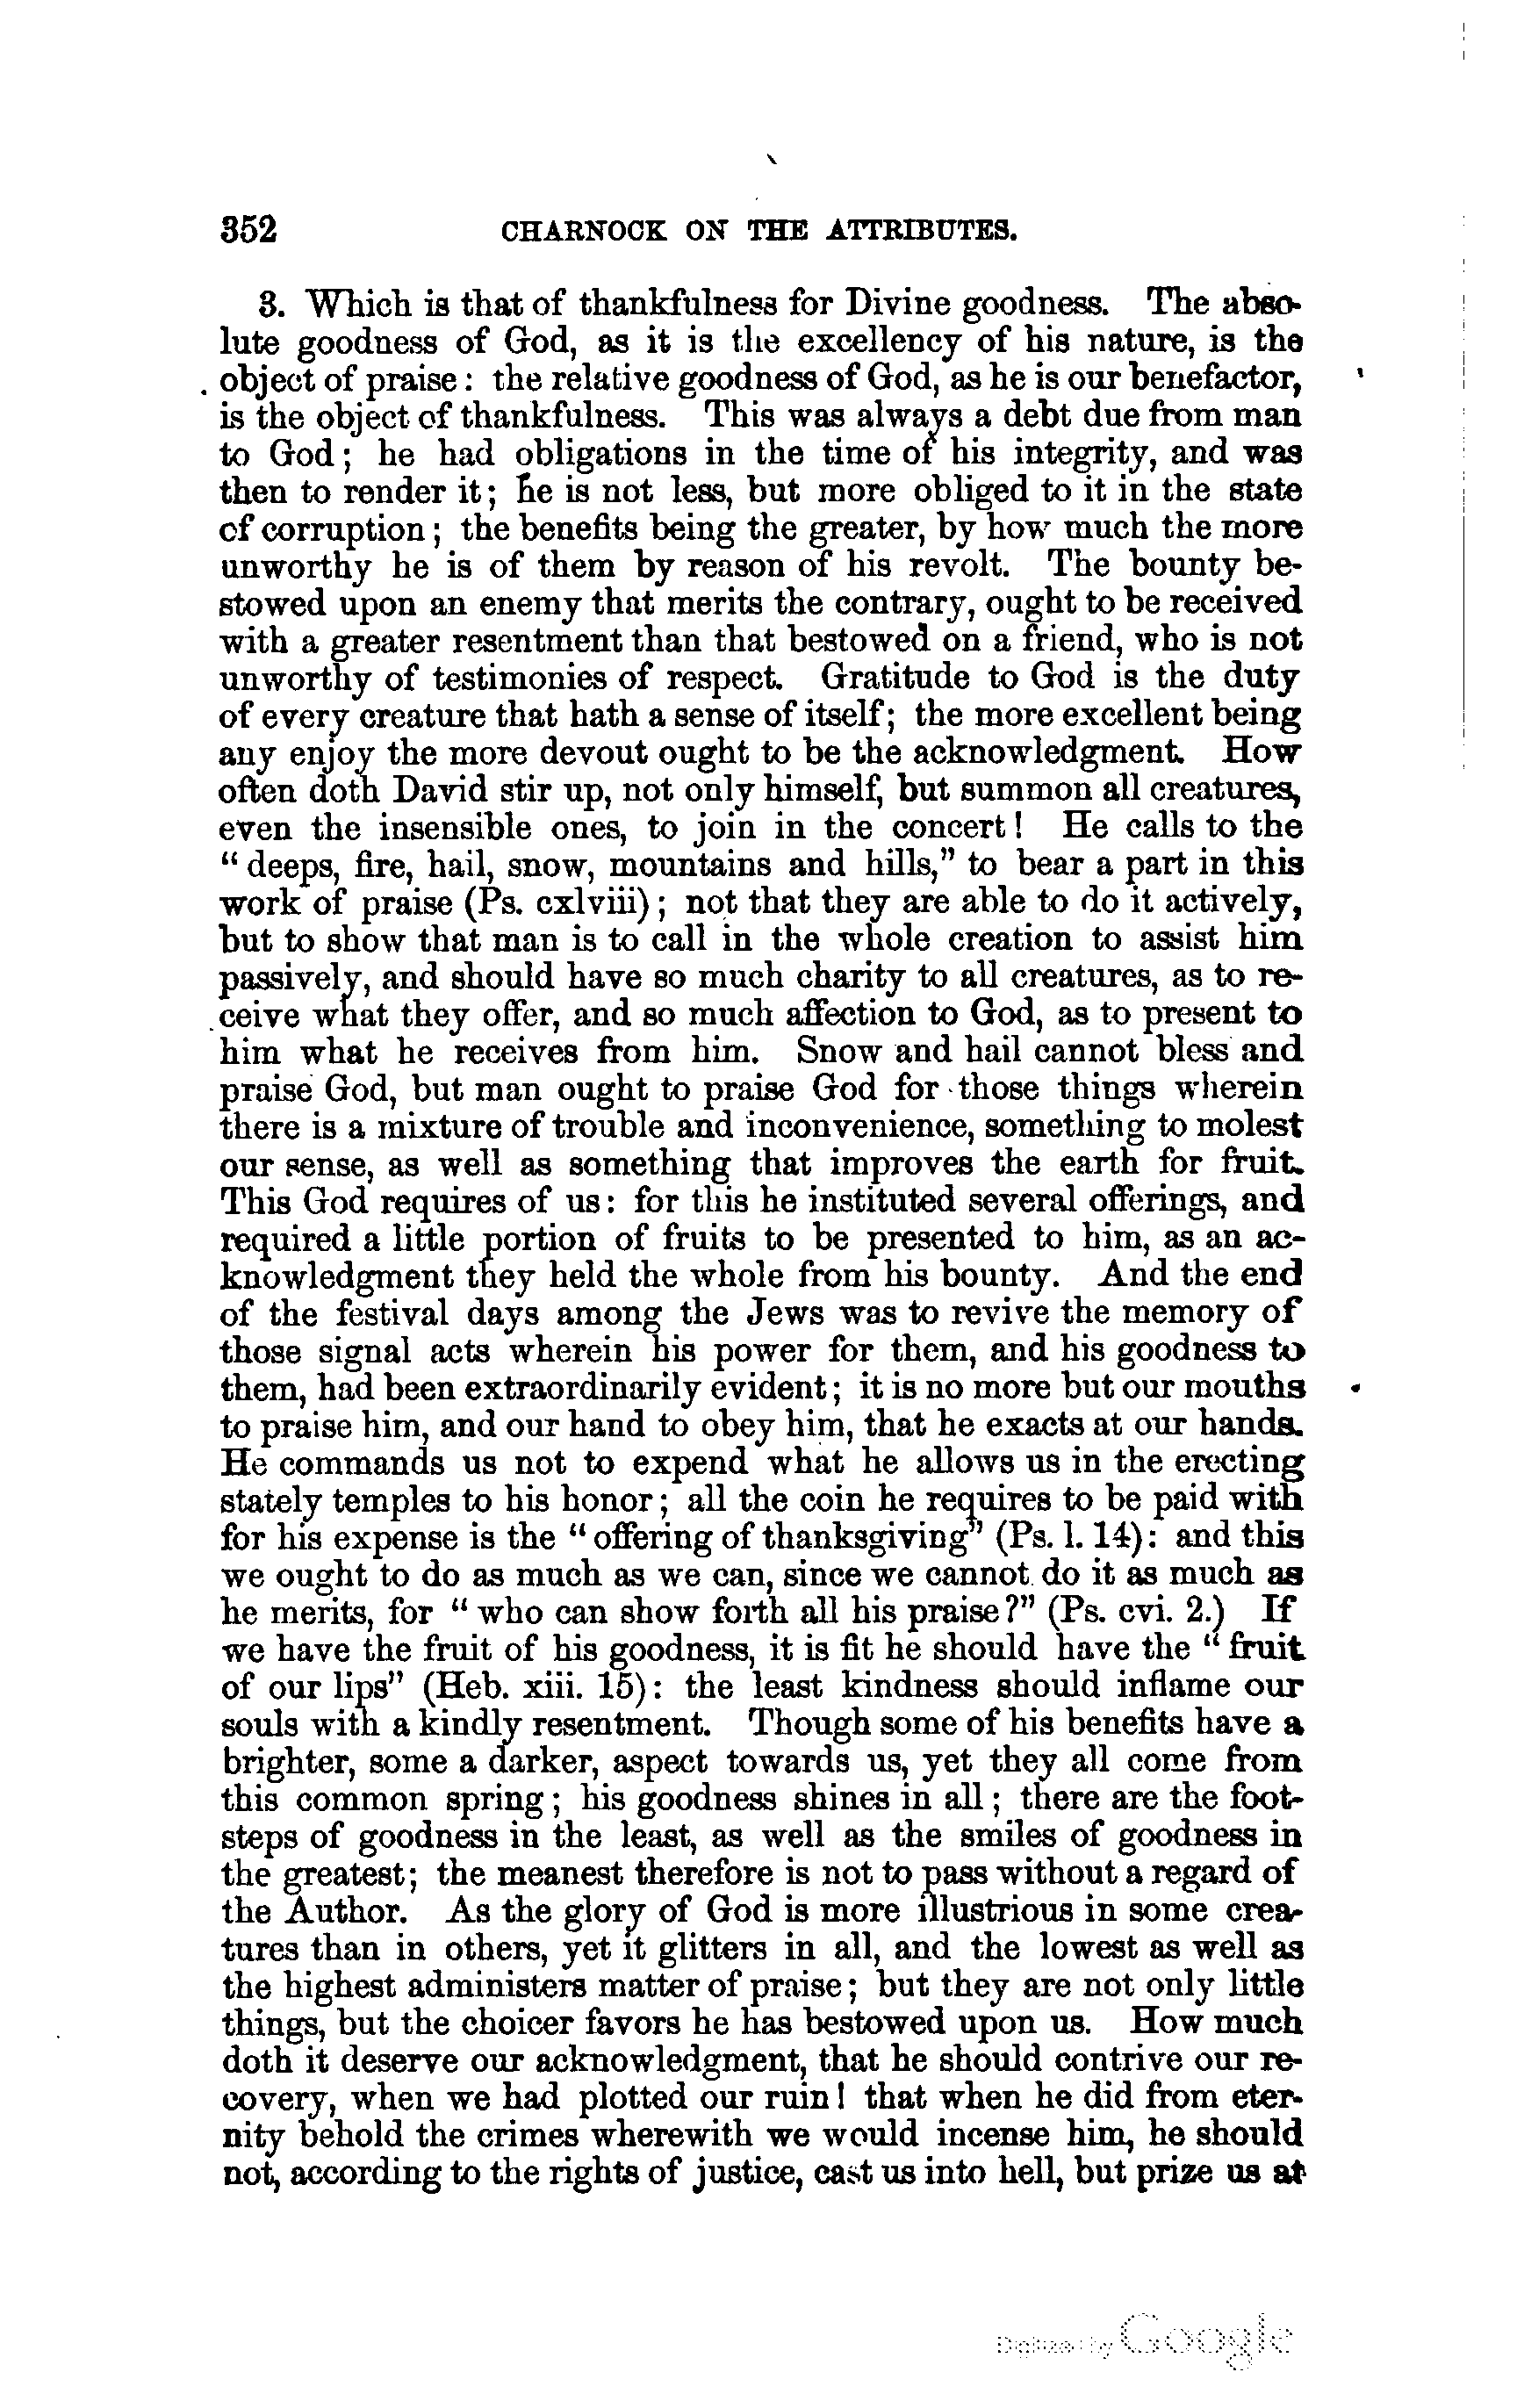 352 CHARNOCK ON THE ATTRIBUTES.
3. Which is that of thankfulness for Divine goodness. The abso-
lute goodness of God, as it is the excellency of his nature, is the
object of praise: the relative goodness of God, as he is our benefactor,
is the object of thankfulness. This was always a debt due from man
to God; he had obligations in the time of his integrity, and was
then to render it; he is not less, but more obliged to it in the state
of corruption; the benefits being the greater, by how much the more
unworthy he is of them by reason of his revolt. The bounty be-
stowed upon an enemy that merits the contrary, ought to be received
with a greater resentment than that bestowed on a friend, who is not
unworthy of testimonies of respect. Gratitude to God is the duty
of every creature that hath a sense of itself; the more excellent being
any enjoy the more devout ought to be the acknowledgment. How
often doth David stir up, not only himself, but summon all creatures,
even the insensible ones, to join in the concert! He calls to the
"deeps, fire, hail, snow, mountains and hills," to bear a part in this
work of praise (Ps. cxlviii); not that they are able to do it actively,
but to show that man is to call in the whole creation to assist him
passively, and should have so much charity to all creatures, as to re-
ceive what they offer, and so much affection to God, as to present to
him what he receives from him. Snow and hail cannot bless and
praise God, but man ought to praise God for those things wherein
there is a mixture of trouble and inconvenience, something to molest
our sense, as well as something that improves the earth for fruit.
This God requires of us: for this he instituted several offerings, and
required a little portion of fruits to be presented to him, as an ac-
knowledgment they held the whole from his bounty. And the end
of the festival days among the Jews was to revive the memory of
those signal acts wherein his power for them, and his goodness to
them, had been extraordinarily evident; it is no more but our mouths
to praise him, and our hand to obey him, that he exacts at our hands.
He commands us not to expend what he allows us in the erecting
stately temples to his honor; all the coin he requires to be paid with
for his expense is the "offering of thanksgiving" (Ps. l. 14): and this
we ought to do as much as we can, since we cannot do it as much as
he merits, for "who can show forth all his praise?" (Ps. cvi. 2.) If
we have the fruit of his goodness, it is fit he should have the "fruit
of our lips" (Heb. xiii. 15): the least kindness should inflame our
souls with a kindly resentment. Though some of his benefits have a
brighter, some a darker, aspect towards us, yet they all come from
this common spring; his goodness shines in all; there are the foot-
steps of goodness in the least, as well as the smiles of goodness in
the greatest; the meanest therefore is not to pass without a regard of
the Author. As the glory of God is more illustrious in some crea-
tures than in others, yet it glitters in all, and the lowest as well as
the highest administers matter of praise; but they are not only little
things, but the choicer favors he has bestowed upon us. How much
doth it deserve our acknowledgment, that he should contrive our re-
covery, when we had plotted our ruin! that when he did from eter-
nity behold the crimes wherewith we would incense him, he should
not, according to the rights of justice, cast us into hell, but prize us at
Digitized by Google